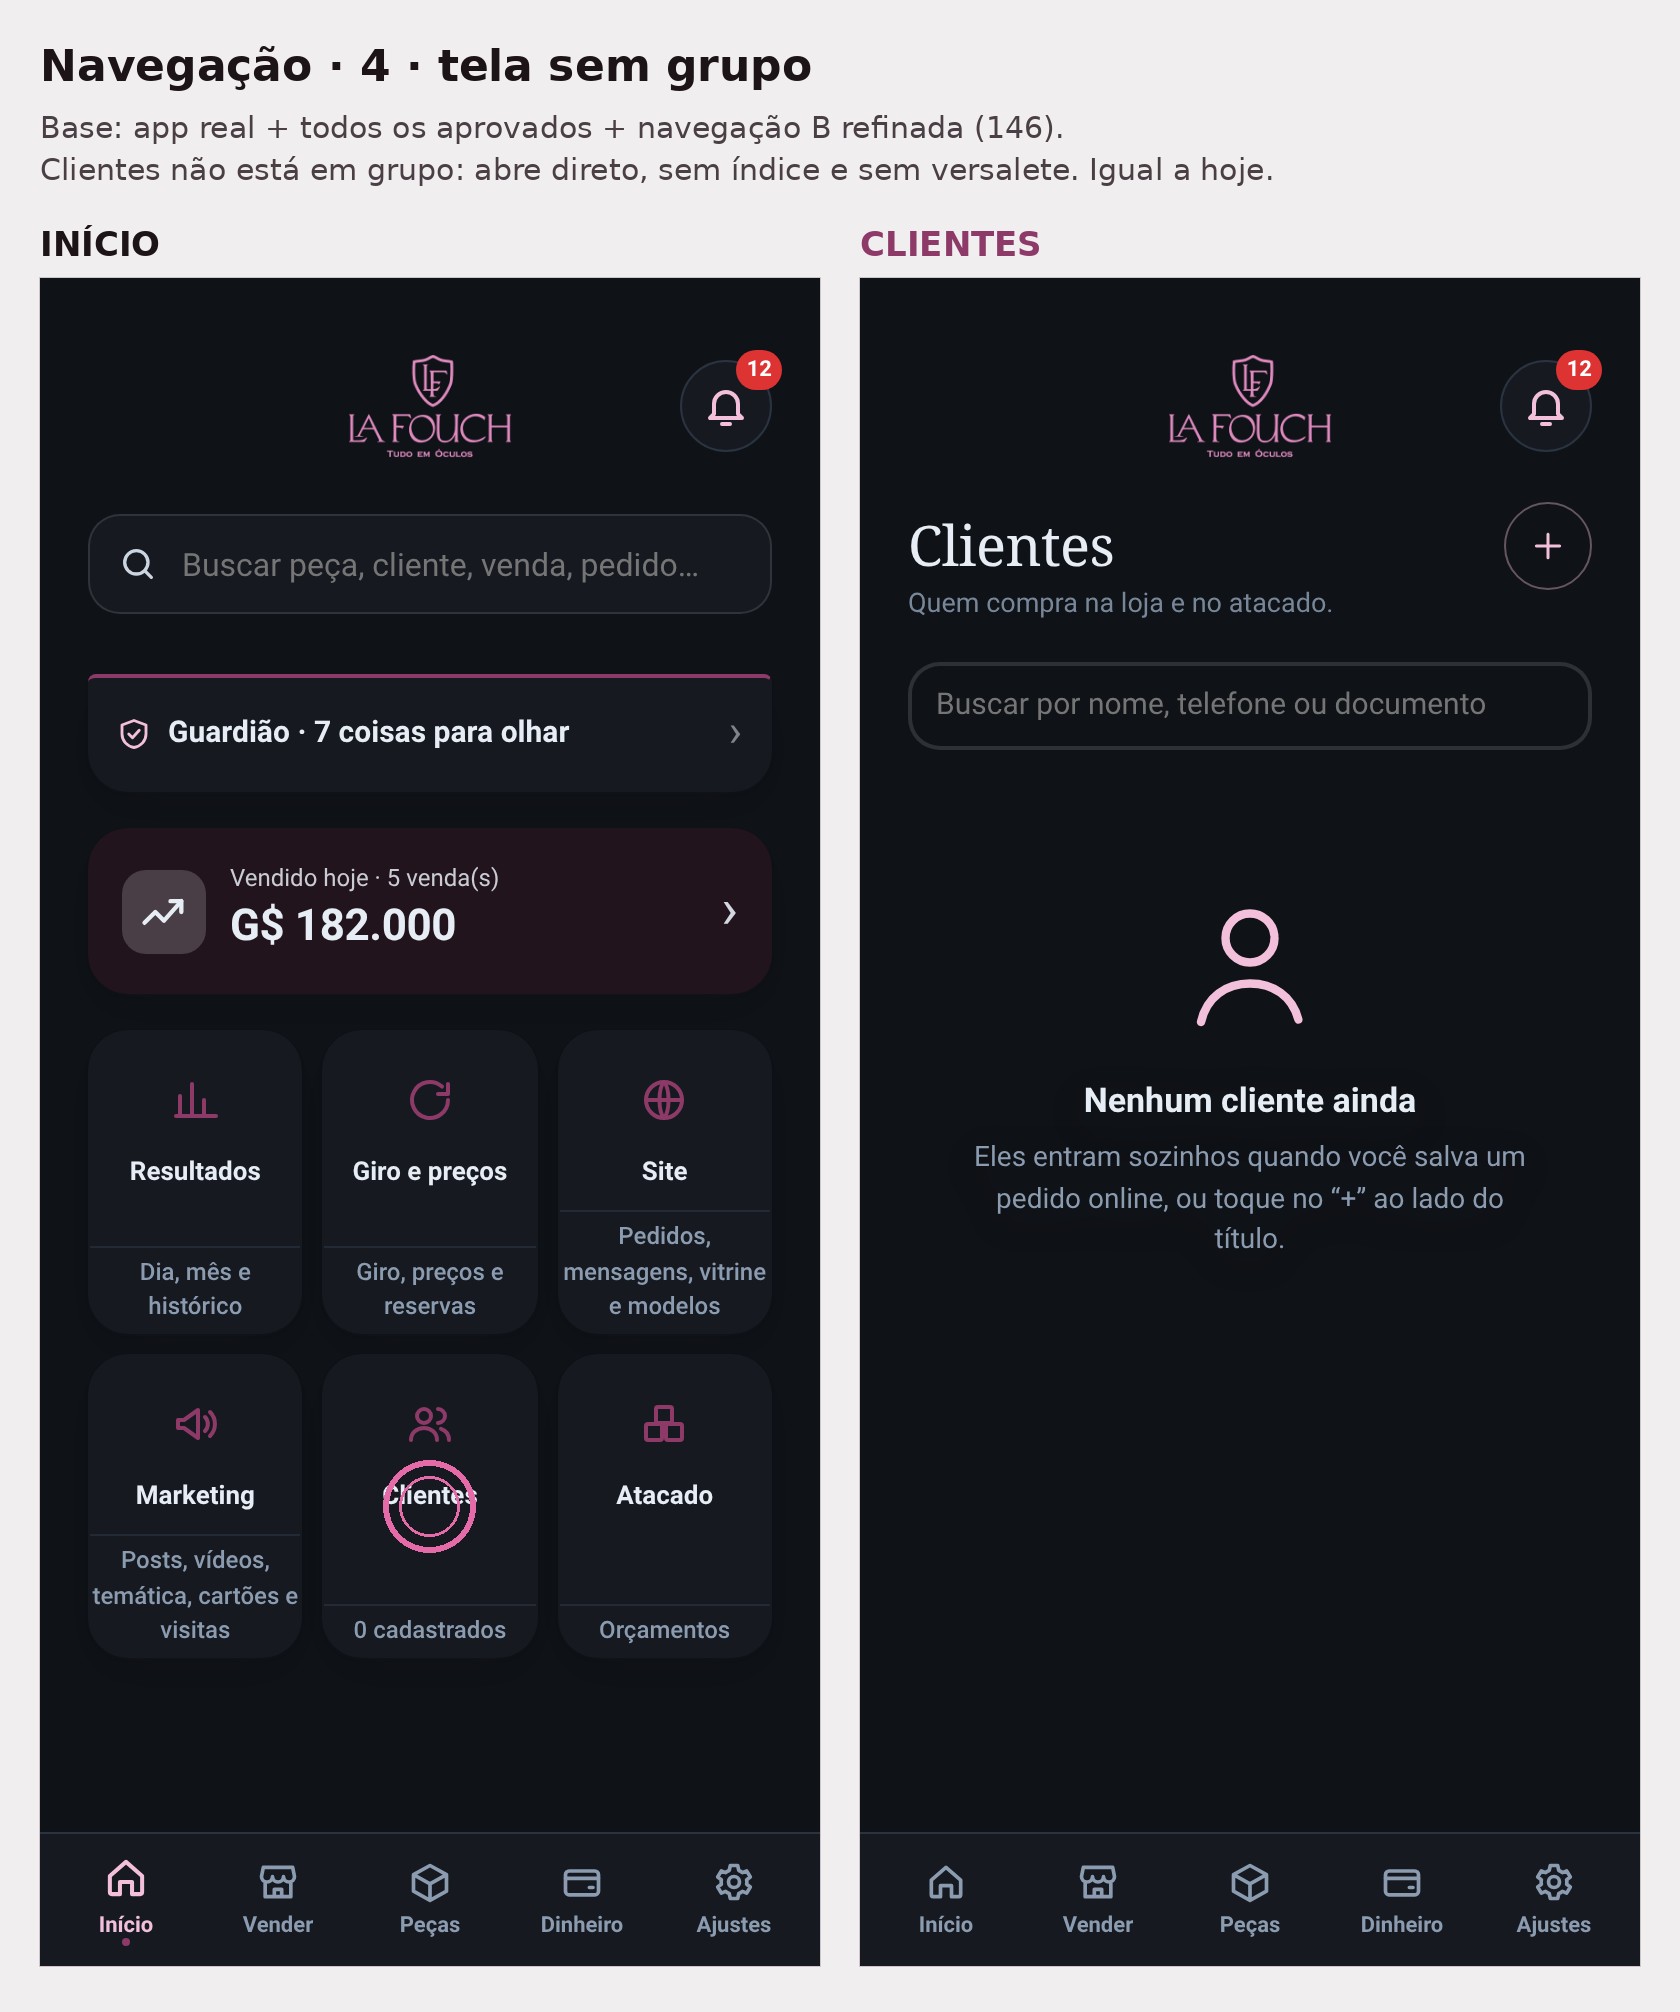 Navegação · 4 · tela sem grupo
Base: app real + todos os aprovados + navegação B refinada (146).
Clientes não está em grupo: abre direto, sem índice e sem versalete. Igual a hoje.
INÍCIO
LF
LA FOUCH
TUDO EM ÓCULOS
12
Buscar peça, cliente, venda, pedido...
Guardião · 7 coisas para olhar
Vendido hoje · 5 venda(s)
G$ 182.000
Resultados
Dia, mês e
histórico
Giro e preços
Giro, preços e
reservas
Site
Pedidos,
mensagens, vitrine
e modelos
Marketing
Posts, vídeos,
temática, cartões e
visitas
Clientes
0 cadastrados
Atacado
Orçamentos
Início
Vender
Peças
Dinheiro
Ajustes
CLIENTES
LF
LA FOUCH
TUDO EM ÓCULOS
12
Clientes
Quem compra na loja e no atacado.
Buscar por nome, telefone ou documento
Nenhum cliente ainda
Eles entram sozinhos quando você salva um
pedido online, ou toque no “+” ao lado do
título.
Início
Vender
Peças
Dinheiro
Ajustes